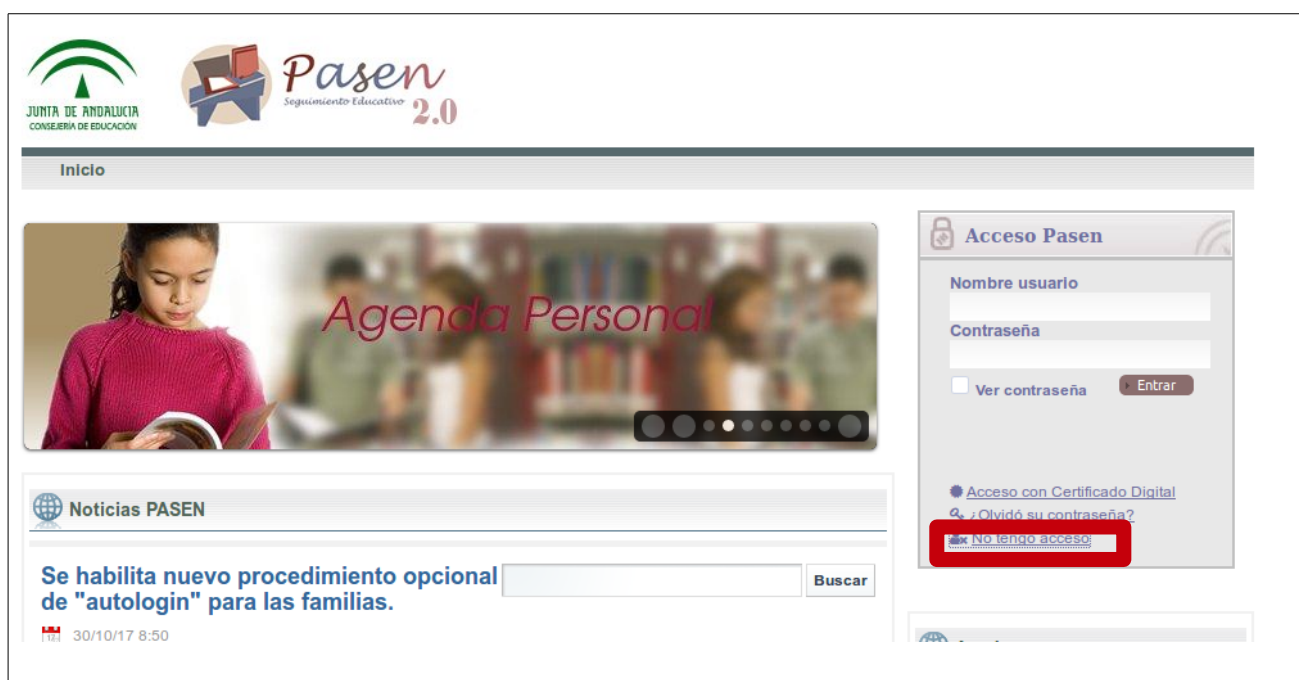 JUNTA DE ANDALUCIA
CONSEJERÍA DE EDUCACIÓN
Pasen
Seguimiento Educativo
2.0
Inicio
Agenda Personal
Acceso Pasen
Nombre usuario
Contraseña
Ver contraseña
Entrar
Acceso con Certificado Digital
¿Olvidó su contraseña?
No tengo acceso
Noticias PASEN
Se habilita nuevo procedimiento opcional
de "autologin" para las familias.
Buscar
30/10/17 8:50